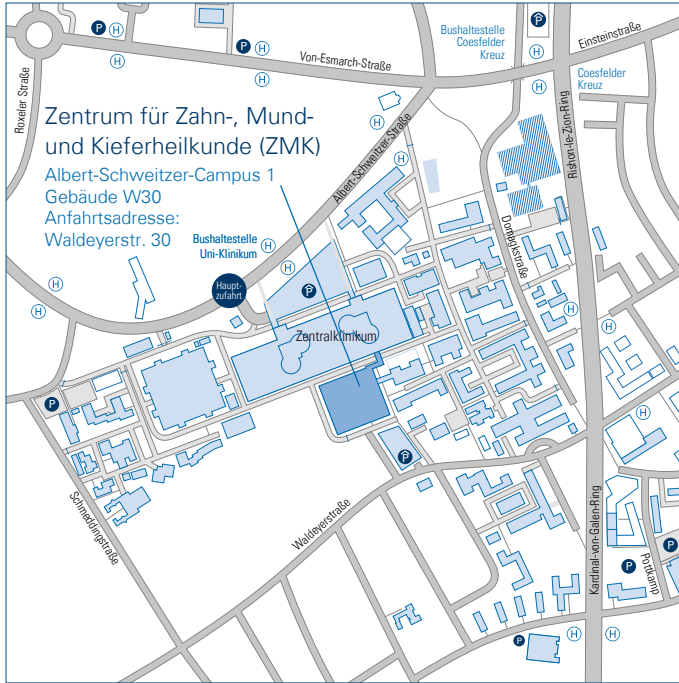 P
H
H
P
H
H
Von-Esmarch-Straße
Bushaltestelle
Coesfelder
Kreuz
P
H
H
Einsteinstraße
Coesfelder
Kreuz
Roxeler Straße
Rishon-le-Zion-Ring
Zentrum für Zahn-, Mund-
und Kieferheilkunde (ZMK)
Albert-Schweitzer-Campus 1
Gebäude W30
Anfahrtsadresse:
Waldeyerstr. 30
H
Albert-Schweitzer-Straße
H
Domagkstraße
Bushaltestelle
Uni-Klinikum
H
H
Haupt-
zufahrt
P
H
H
H
H
Zentralklinikum
P
H
H
P
Schmeddingstraße
Waldeyerstraße
Kardinal-von-Galen-Ring
Pottkamp
P
P
P
H
H
H